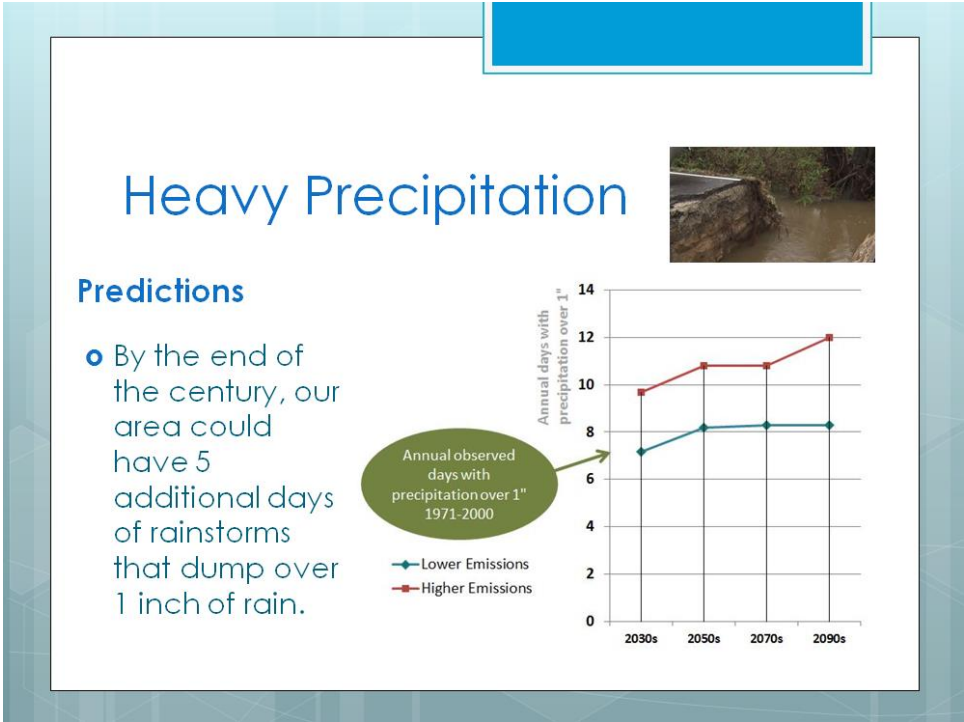 Heavy Precipitation
Predictions
By the end of
the century, our
area could
have 5
additional days
of rainstorms
that dump over
1 inch of rain.
Annual observed
days with
precipitation over 1"
1971-2000
Lower Emissions
Higher Emissions
Annual days with
precipitation over 1"
14
12
10
8
6
4
2
0
2030s 2050s 2070s 2090s